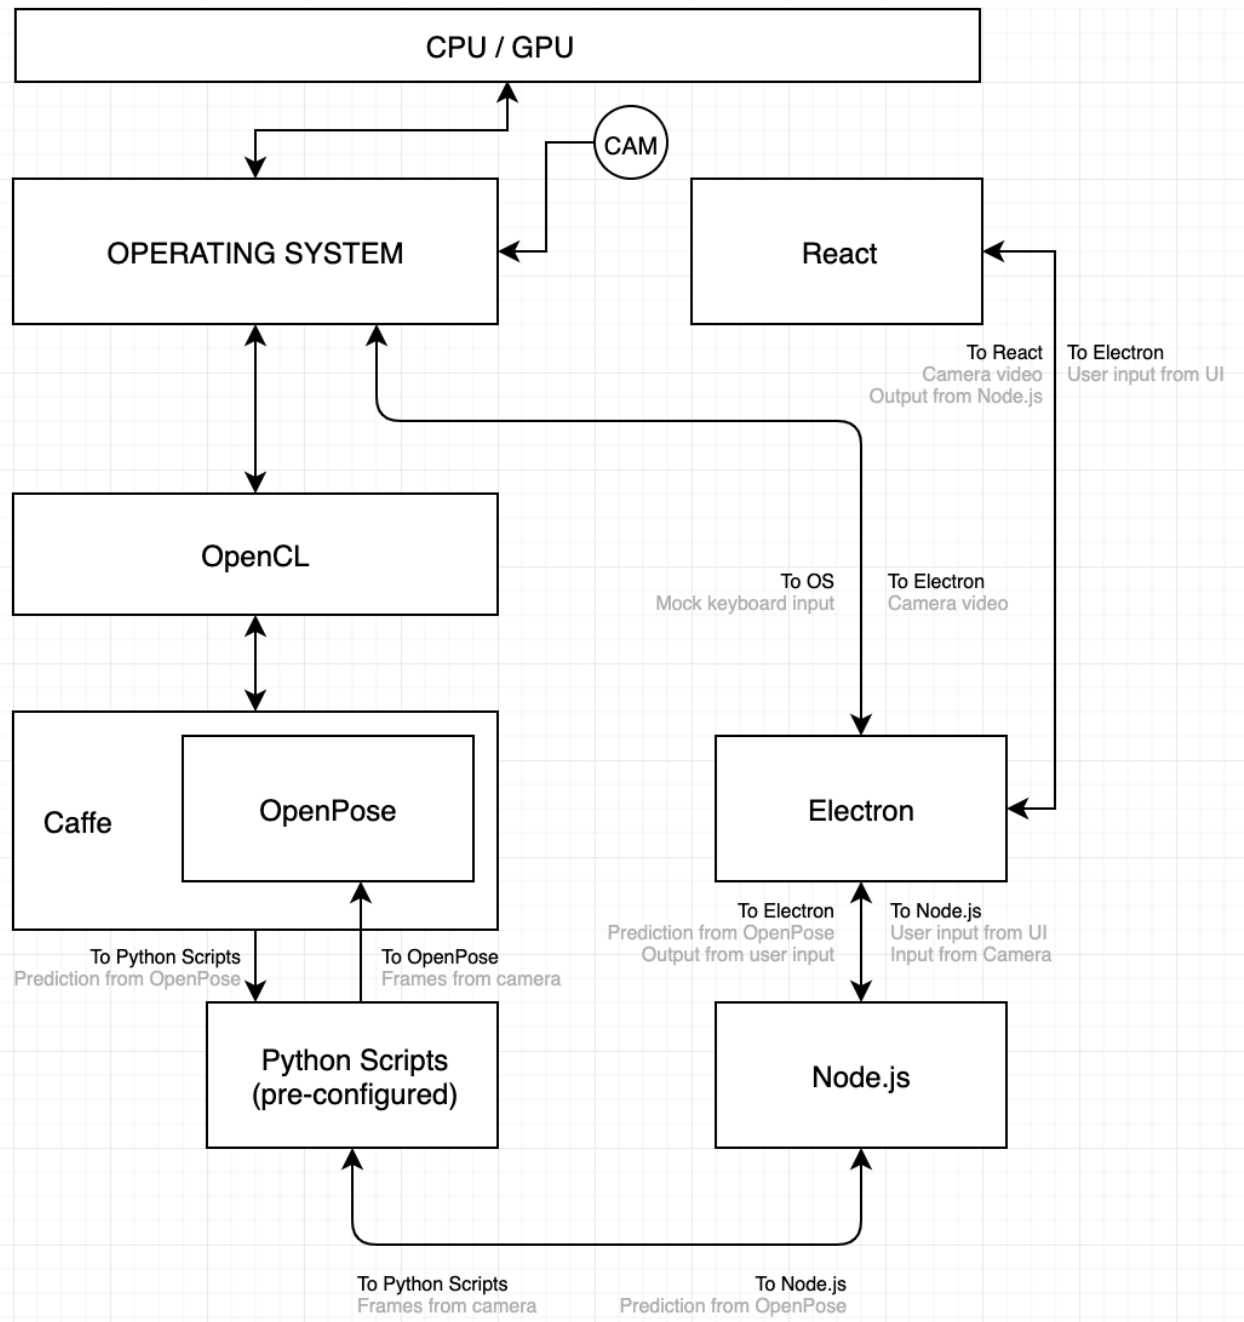 CPU / GPU
CAM
OPERATING SYSTEM
React
To React
Camera video
Output from Node.js
To Electron
User input from UI
OpenCL
To OS
Mock keyboard input
To Electron
Camera video
Caffe
OpenPose
Electron
To Python Scripts
Prediction from OpenPose
To OpenPose
Frames from camera
To Electron
Prediction from OpenPose
Output from user input
To Node.js
User input from UI
Input from Camera
Python Scripts
(pre-configured)
Node.js
To Python Scripts
Frames from camera
To Node.js
Prediction from OpenPose